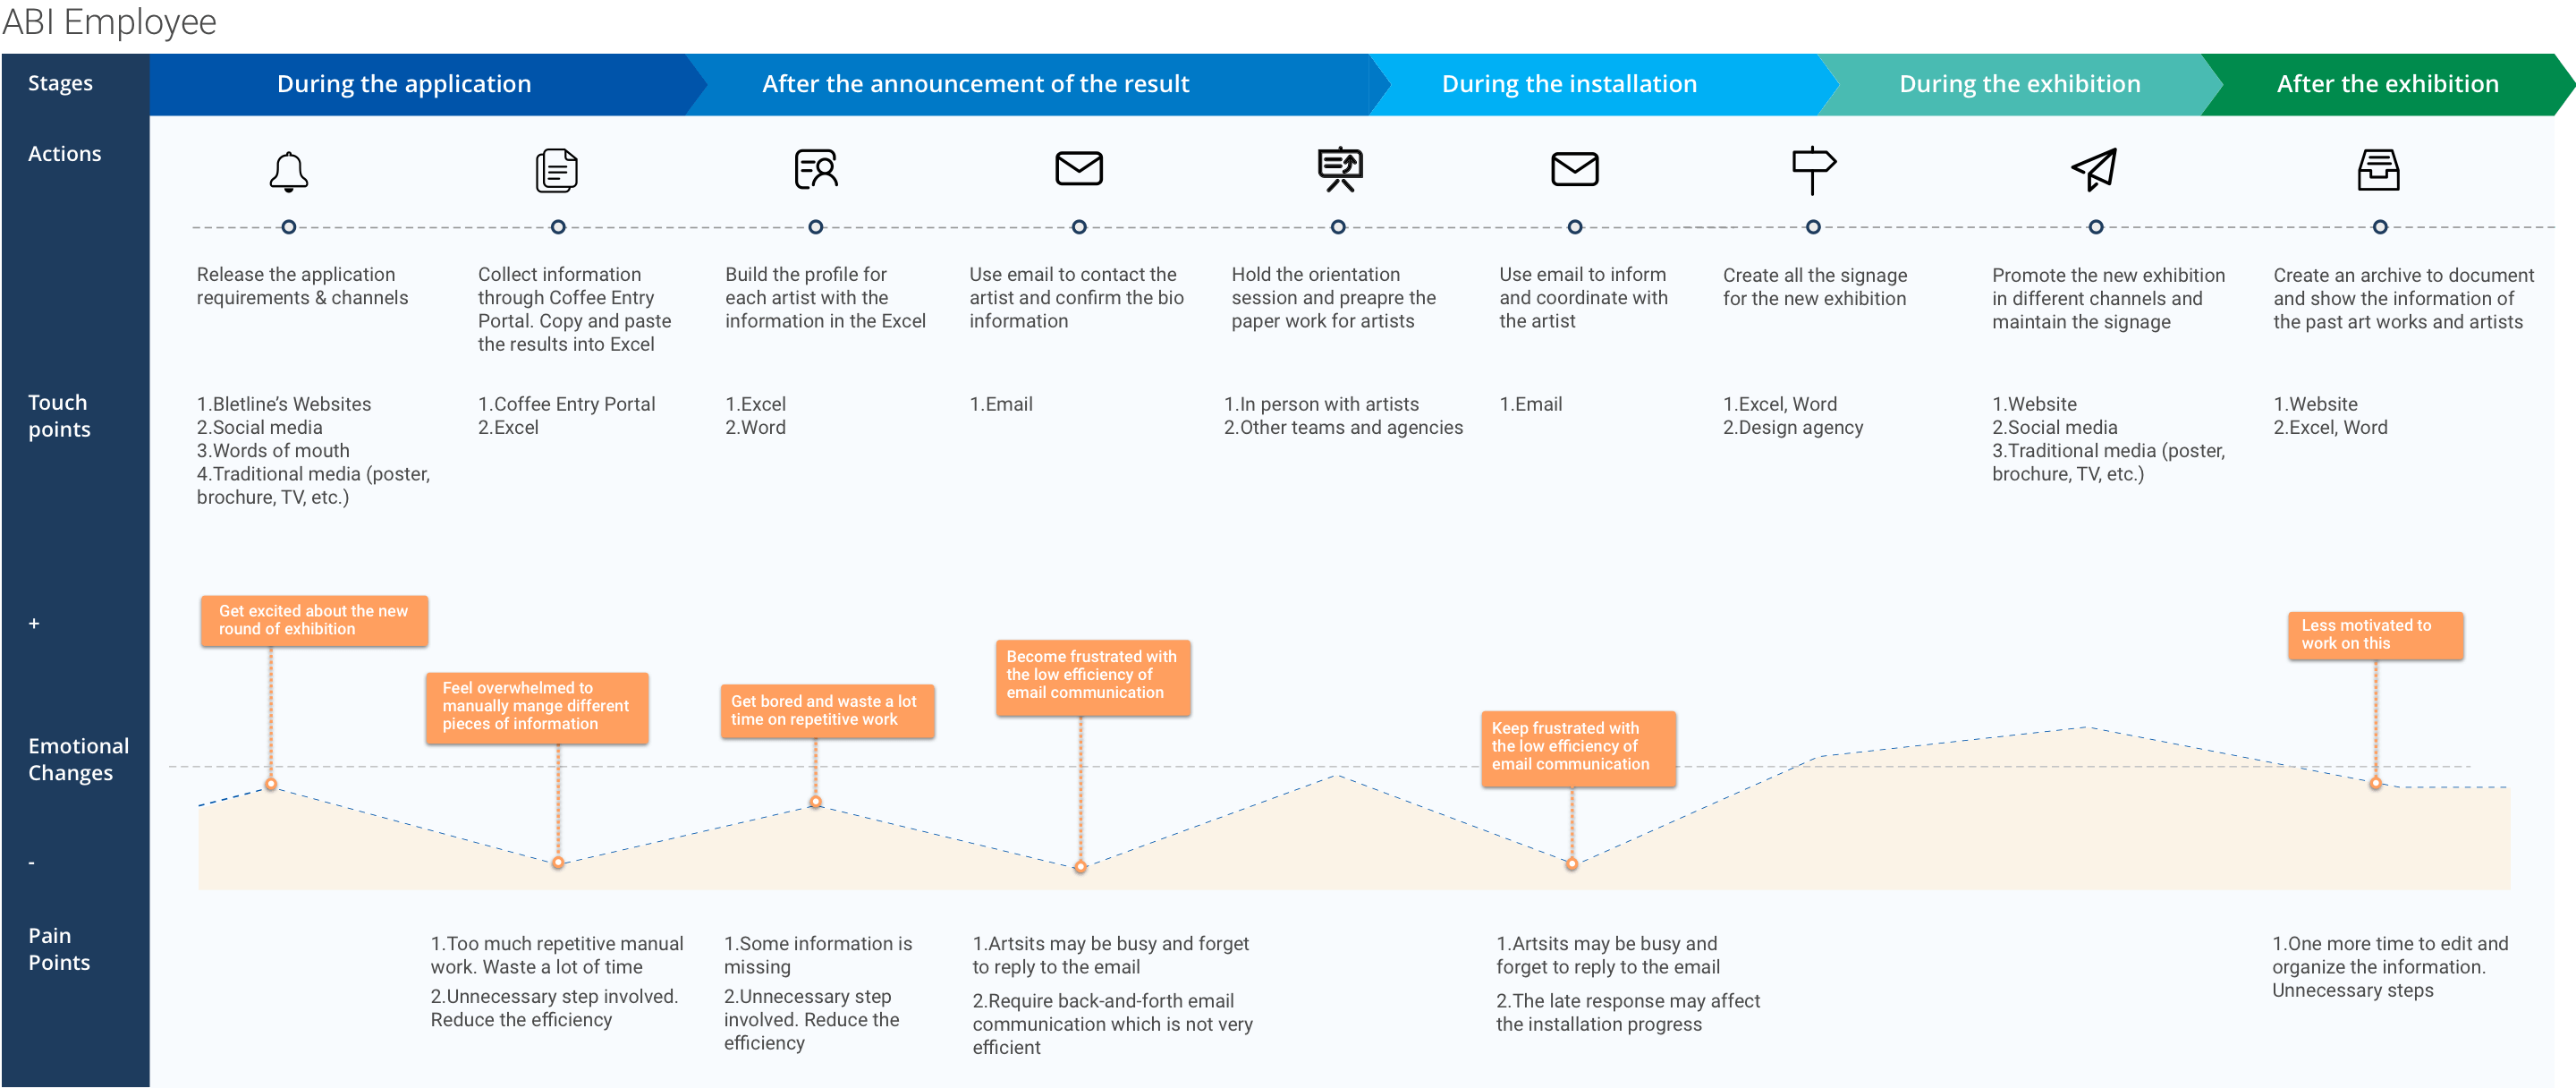 ABI Employee
Stages
During the application
After the announcement of the result
During the installation
During the exhibition
After the exhibition
Actions
Release the application
requirements & channels
Collect information
through Coffee Entry
Portal. Copy and paste
the results into Excel
Build the profile for
each artist with the
information in the Excel
Use email to contact the
artist and confirm the bio
information
Hold the orientation
session and preapre the
paper work for artists
Use email to inform
and coordinate with
the artist
Create all the signage
for the new exhibition
Promote the new exhibition
in different channels and
maintain the signage
Create an archive to document
and show the information of
the past art works and artists
Touch
points
1.Bletline’s Websites
2.Social media
3.Words of mouth
4.Traditional media (poster,
brochure, TV, etc.)
1.Coffee Entry Portal
2.Excel
1.Excel
2.Word
1.Email
1.In person with artists
2.Other teams and agencies
1.Email
1.Excel, Word
2.Design agency
1.Website
2.Social media
3.Traditional media (poster,
brochure, TV, etc.)
1.Website
2.Excel, Word
+
Emotional
Changes
-
Get excited about the new
round of exhibition
Feel overwhelmed to
manually mange different
pieces of information
Get bored and waste a lot
time on repetitive work
Become frustrated with
the low efficiency of
email communication
Keep frustrated with
the low efficiency of
email communication
Less motivated to
work on this
Pain
Points
1.Too much repetitive manual
work. Waste a lot of time
2.Unnecessary step involved.
Reduce the efficiency
1.Some information is
missing
2.Unnecessary step
involved. Reduce the
efficiency
1.Artsits may be busy and forget
to reply to the email
2.Require back-and-forth email
communication which is not very
efficient
1.Artsits may be busy and
forget to reply to the email
2.The late response may affect
the installation progress
1.One more time to edit and
organize the information.
Unnecessary steps